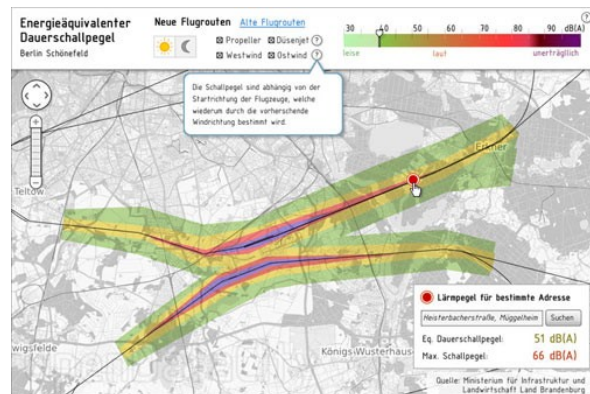 Energieäquivalenter
Dauerschallpegel
Berlin Schönefeld
Neue Flugrouten Alte Flugrouten
Propeller Düsenjet ?
Westwind Ostwind ?
30 40 50 60 70 80 90 dB(A)
leise laut unerträglich
?
Die Schallpegel sind abhängig von der
Startrichtung der Flugzeuge, welche
wiederum durch die vorherschende
Windrichtung bestimmt wird.
Teltow
Erkner
wigsfelde
Königs-Wusterhaus
Lärmpegel für bestimmte Adresse
Heisterbacherstraße, Müggelheim Suchen
Eq. Dauerschallpegel: 51 dB(A)
Max. Schallpegel: 66 dB(A)
Quelle: Ministerium für Infrastruktur und
Landwirtschaft Land Brandenburg